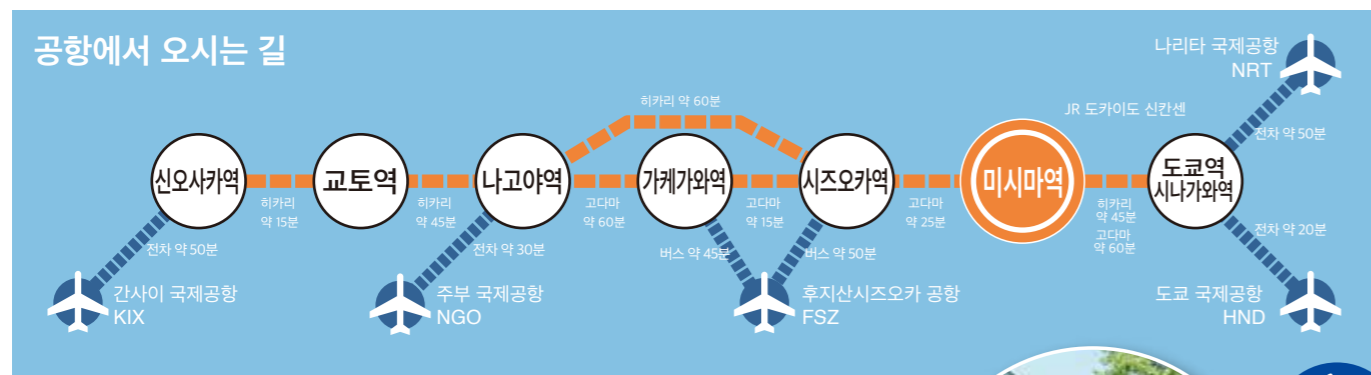 공항에서 오시는 길
나리타 국제공항
NRT
히카리 약 60분
JR 도카이도 신칸센
전차 약 50분
신오사카역
교토역
나고야역
가케가와역
시즈오카역
미시마역
도쿄역
시나가와역
히카리
약 15분
히카리
약 45분
고다마
약 60분
고다마
약 15분
고다마
약 25분
히카리
약 45분
고다마
약 60분
전차 약 50분
전차 약 30분
버스 약 45분
버스 약 50분
전차 약 20분
간사이 국제공항
KIX
주부 국제공항
NGO
후지산시즈오카 공항
FSZ
도쿄 국제공항
HND